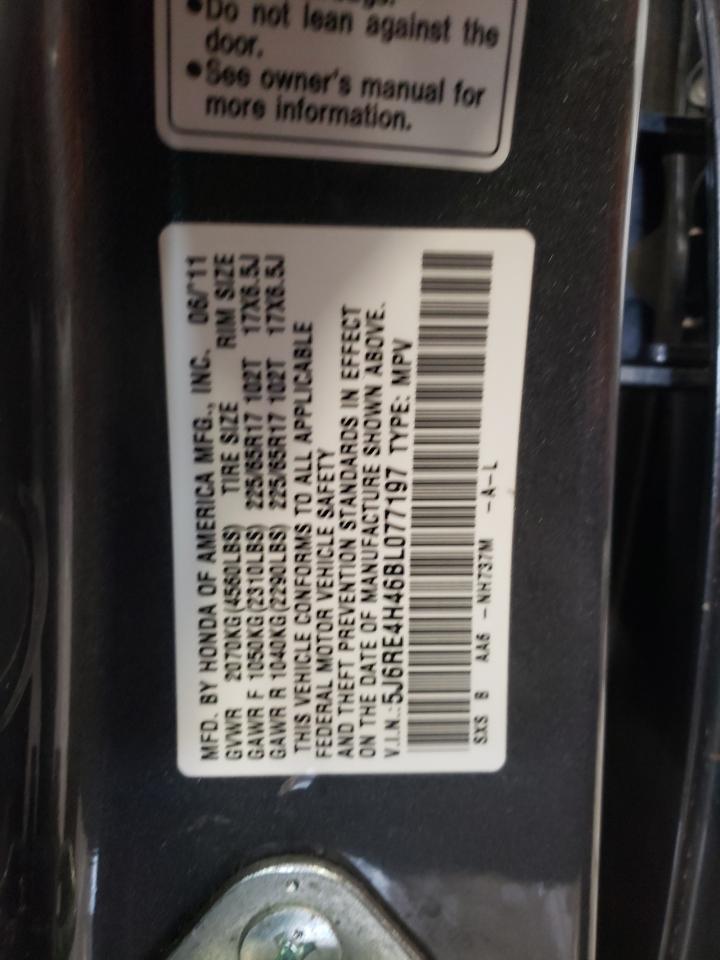 ●Do not lean against the
door.
●See owner's manual for
more information.
MFD. BY HONDA OF AMERICA MFG., INC. 06/'11
GVWR 2070KG(4560LBS) TIRE SIZE RIM SIZE
GAWR F 1050KG(2310LBS) 225/65R17 102T 17X6.5J
GAWR R 1040KG(2290LBS) 225/65R17 102T 17X6.5J
THIS VEHICLE CONFORMS TO ALL APPLICABLE
FEDERAL MOTOR VEHICLE SAFETY
AND THEFT PREVENTION STANDARDS IN EFFECT
ON THE DATE OF MANUFACTURE SHOWN ABOVE.
V.I.N.:5J6RE4H46BL077197 TYPE: MPV
SXS B AA6 -NH737M -A-L